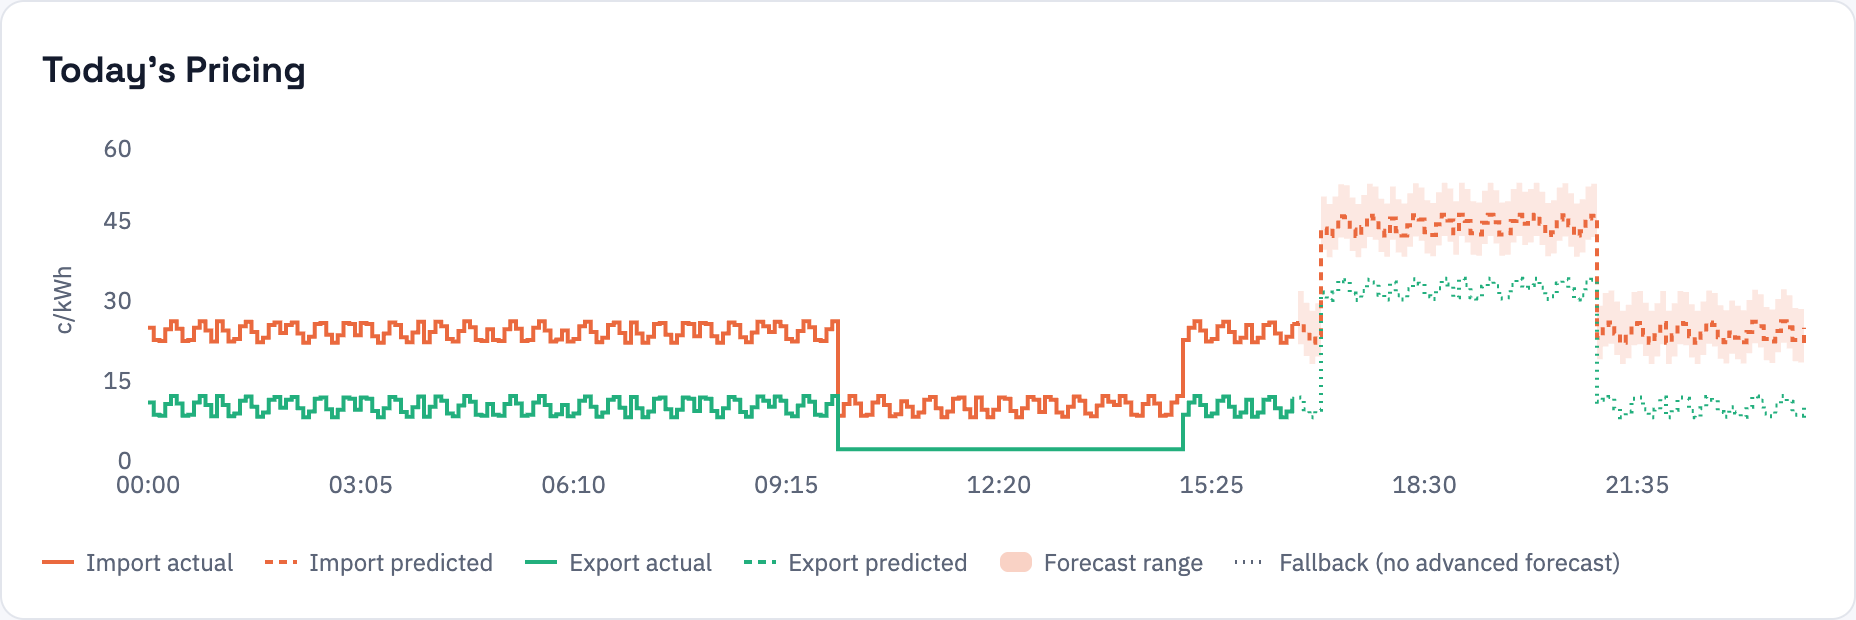 Today's Pricing
c/kWh
60
45
30
15
0
00:00 03:05 06:10 09:15 12:20 15:25 18:30 21:35
Import actual Import predicted Export actual Export predicted Forecast range Fallback (no advanced forecast)